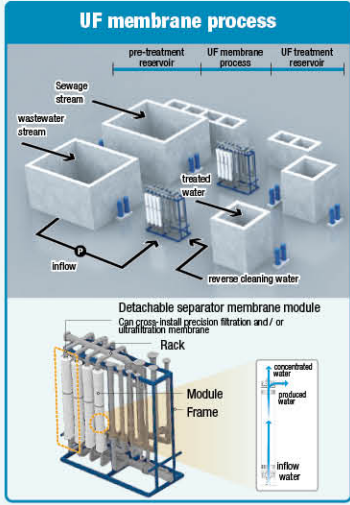 UF membrane process
pre-treatment
reservoir
UF membrane
process
UF treatment
reservoir
Sewage
stream
wastewater
stream
treated
water
P
inflow
reverse cleaning water
Detachable separator membrane module
Can cross-install precision filtration and / or
ultrafiltration membrane
Rack
Module
Frame
concentrated
water
produced
water
inflow
water